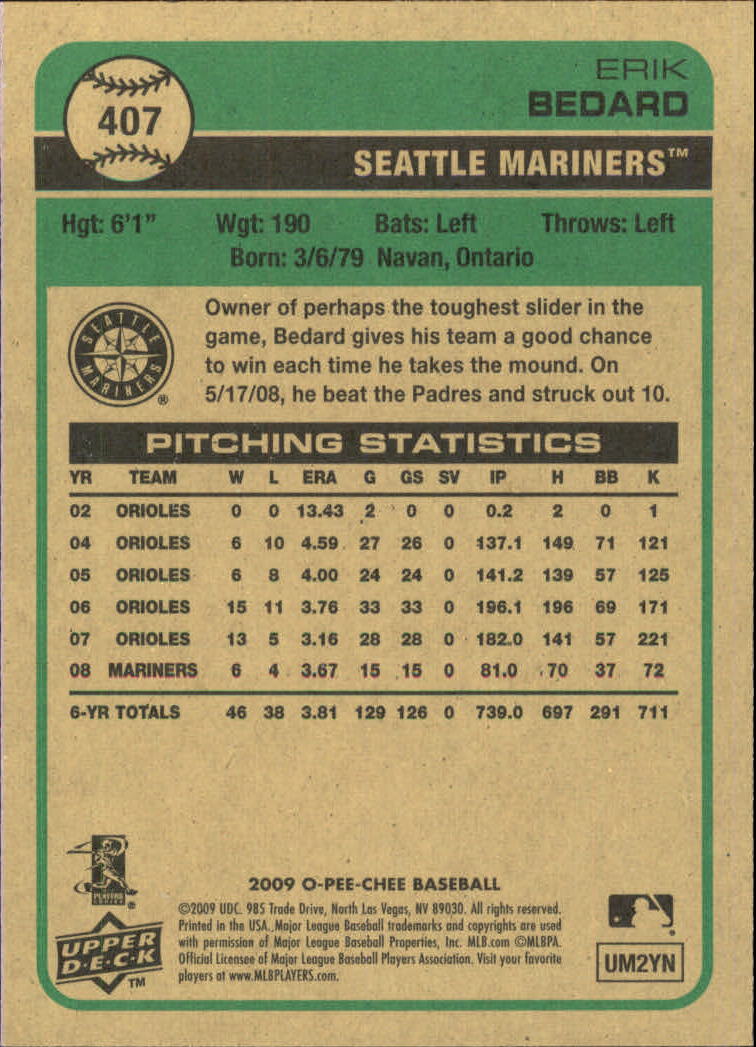 407
ERIK
BEDARD
SEATTLE MARINERS™
Hgt: 6'1" Wgt: 190 Bats: Left Throws: Left
Born: 3/6/79 Navan, Ontario
SEATTLE
MARINERS
®
Owner of perhaps the toughest slider in the
game, Bedard gives his team a good chance
to win each time he takes the mound. On
5/17/08, he beat the Padres and struck out 10.
PITCHING STATISTICS
YR TEAM W L ERA G GS SV IP H BB K
02 ORIOLES 0 0 13.43 2 0 0 0.2 2 0 1
04 ORIOLES 6 10 4.59 27 26 0 137.1 149 71 121
05 ORIOLES 6 8 4.00 24 24 0 141.2 139 57 125
06 ORIOLES 15 11 3.76 33 33 0 196.1 196 69 171
07 ORIOLES 13 5 3.16 28 28 0 182.0 141 57 221
08 MARINERS 6 4 3.67 15 15 0 81.0 70 37 72
6-YR TOTALS 46 38 3.81 129 126 0 739.0 697 291 711
PLAYERS
CHOICE
®
2009 O-PEE-CHEE BASEBALL
©2009 UDC. 985 Trade Drive, North Las Vegas, NV 89030. All rights reserved.
Printed in the USA. Major League Baseball trademarks and copyrights are used
with permission of Major League Baseball Properties, Inc. MLB.com ©MLBPA.
Official Licensee of Major League Baseball Players Association. Visit your favorite
players at www.MLBPLAYERS.com.
UPPER
D·E·C·K
TM
UM2YN